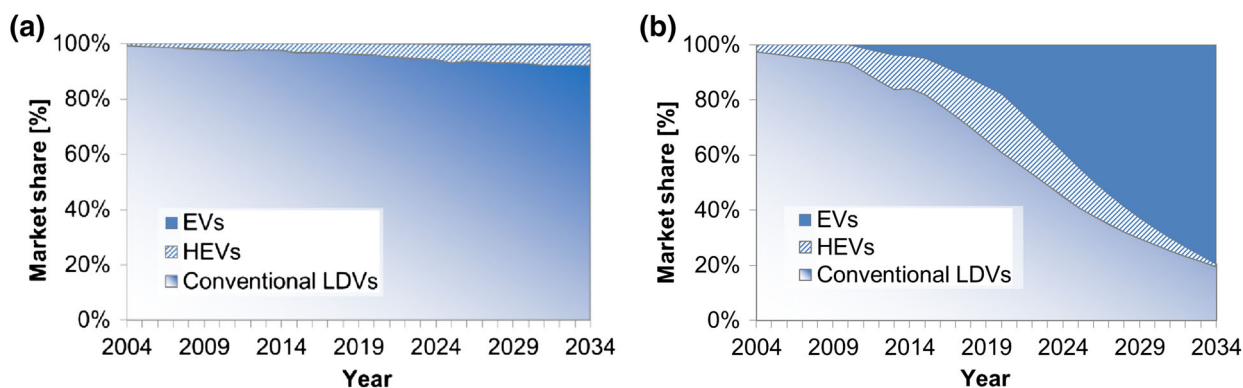 (a)
Market share [%]
100%
80%
60%
40%
20%
0%
EVs
HEVs
Conventional LDVs
2004 2009 2014 2019 2024 2029 2034
Year
(b)
Market share [%]
100%
80%
60%
40%
20%
0%
EVs
HEVs
Conventional LDVs
2004 2009 2014 2019 2024 2029 2034
Year